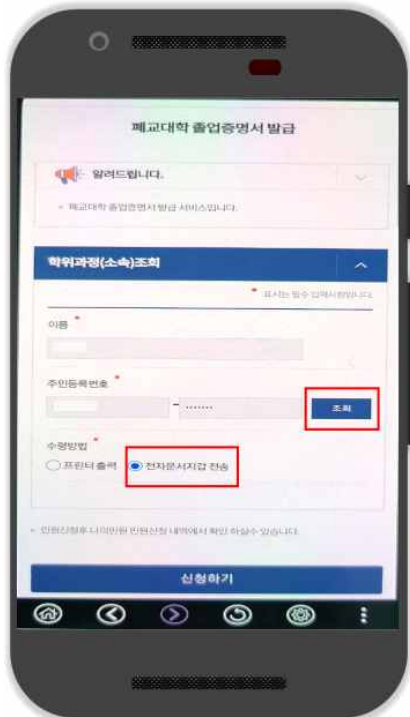 폐교대학 졸업증명서 발급
알려드립니다.
폐교대학 졸업증명서 발급 서비스입니다.
학위과정(소속)조회
* 표시는 필수 입력사항입니다.
이름 *
주민등록번호 *
- ·······
조회
수령방법 *
프린터 출력 전자문서지갑 전송
민원신청후 나의민원 민원신청 내역에서 확인 하실수 있습니다.
신청하기